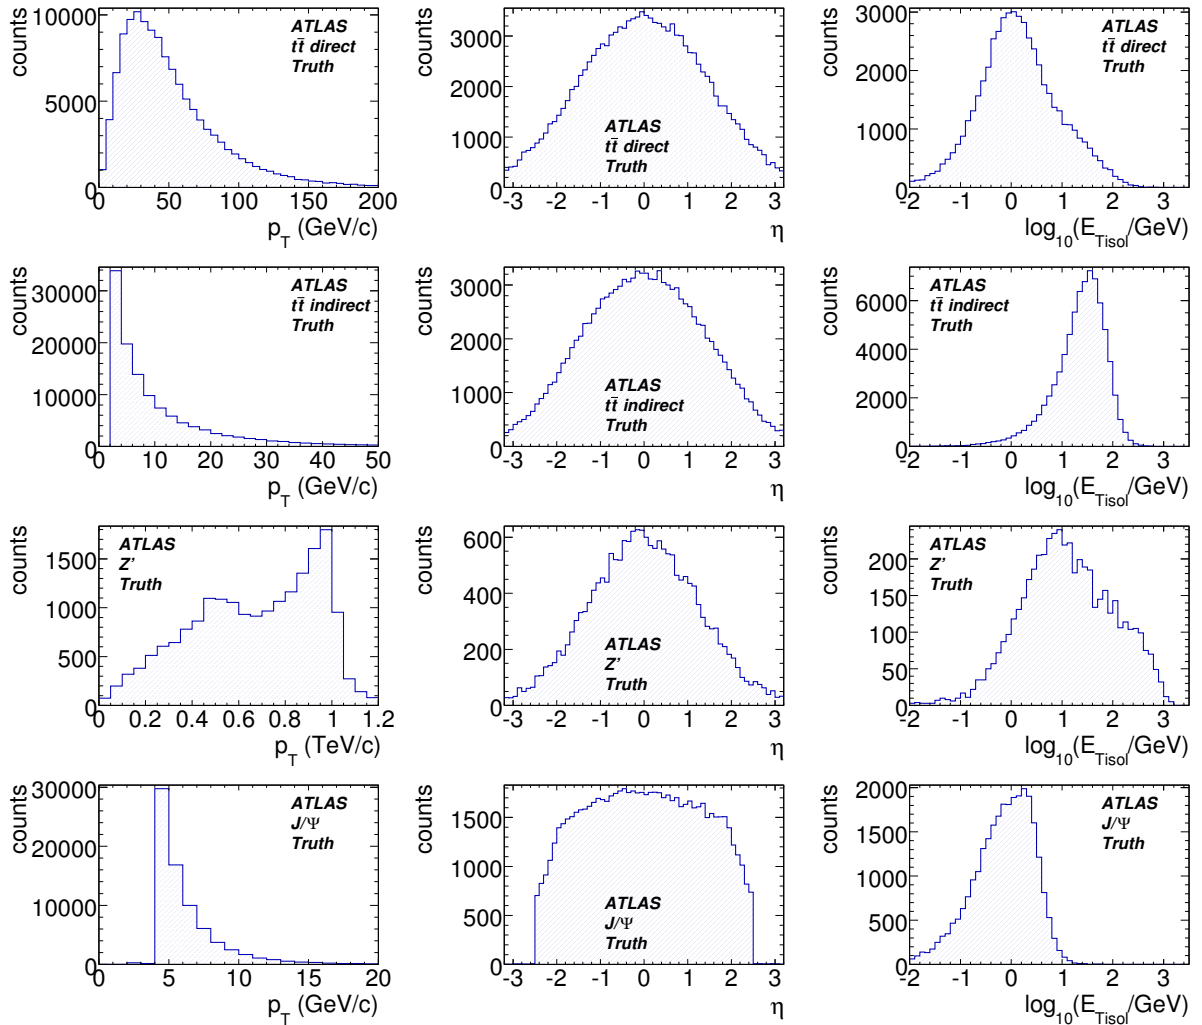 counts
10000
5000
0
0 50 100 150 200
p_T (GeV/c)
ATLAS
tt̄ direct
Truth
counts
3000
2000
1000
0
-3 -2 -1 0 1 2 3
η
ATLAS
tt̄ direct
Truth
counts
3000
2000
1000
0
-2 -1 0 1 2 3
log₁₀(E_Tisol/GeV)
ATLAS
tt̄ direct
Truth
counts
30000
20000
10000
0
0 10 20 30 40 50
p_T (GeV/c)
ATLAS
tt̄ indirect
Truth
counts
3000
2000
1000
0
-3 -2 -1 0 1 2 3
η
ATLAS
tt̄ indirect
Truth
counts
6000
4000
2000
0
-2 -1 0 1 2 3
log₁₀(E_Tisol/GeV)
ATLAS
tt̄ indirect
Truth
counts
1500
1000
500
0
0 0.2 0.4 0.6 0.8 1 1.2
p_T (TeV/c)
ATLAS
Z'
Truth
counts
600
400
200
0
-3 -2 -1 0 1 2 3
η
ATLAS
Z'
Truth
counts
200
150
100
50
0
-2 -1 0 1 2 3
log₁₀(E_Tisol/GeV)
ATLAS
Z'
Truth
counts
30000
20000
10000
0
0 5 10 15 20
p_T (GeV/c)
ATLAS
J/Ψ
Truth
counts
1500
1000
500
0
-3 -2 -1 0 1 2 3
η
ATLAS
J/Ψ
Truth
counts
2000
1500
1000
500
0
-2 -1 0 1 2 3
log₁₀(E_Tisol/GeV)
ATLAS
J/Ψ
Truth